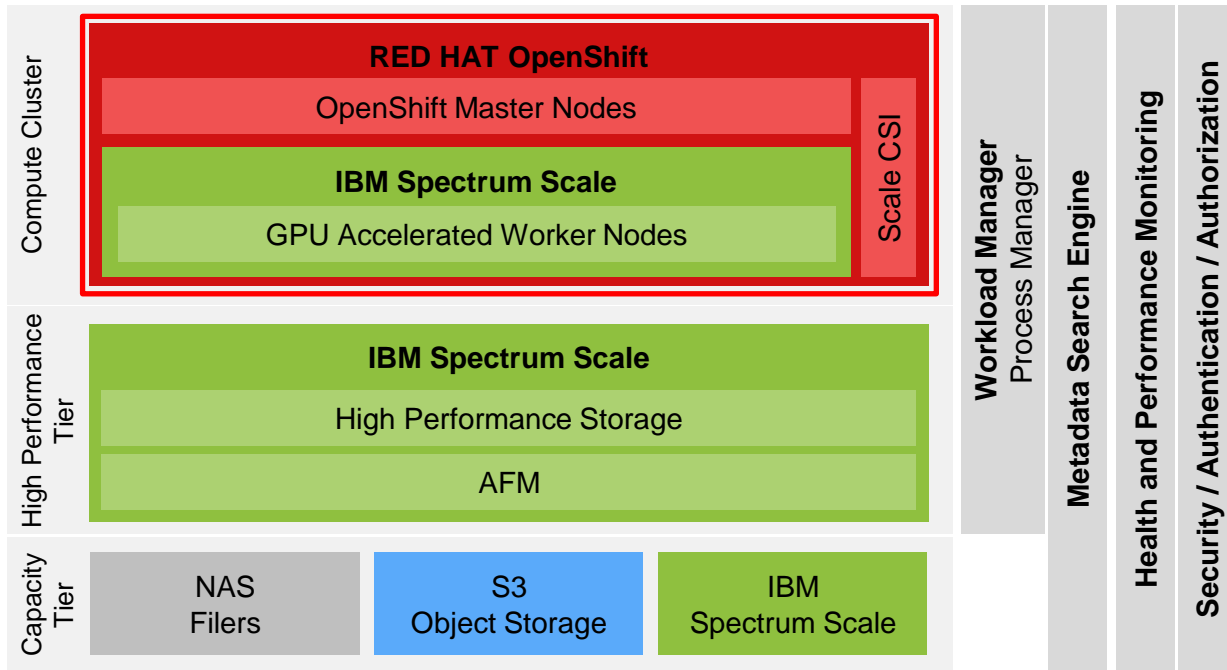 Compute Cluster
RED HAT OpenShift
OpenShift Master Nodes
IBM Spectrum Scale
GPU Accelerated Worker Nodes
Scale CSI
High Performance
Tier
IBM Spectrum Scale
High Performance Storage
AFM
Capacity
Tier
NAS
Filers
S3
Object Storage
IBM
Spectrum Scale
Workload Manager
Process Manager
Metadata Search Engine
Health and Performance Monitoring
Security / Authentication / Authorization